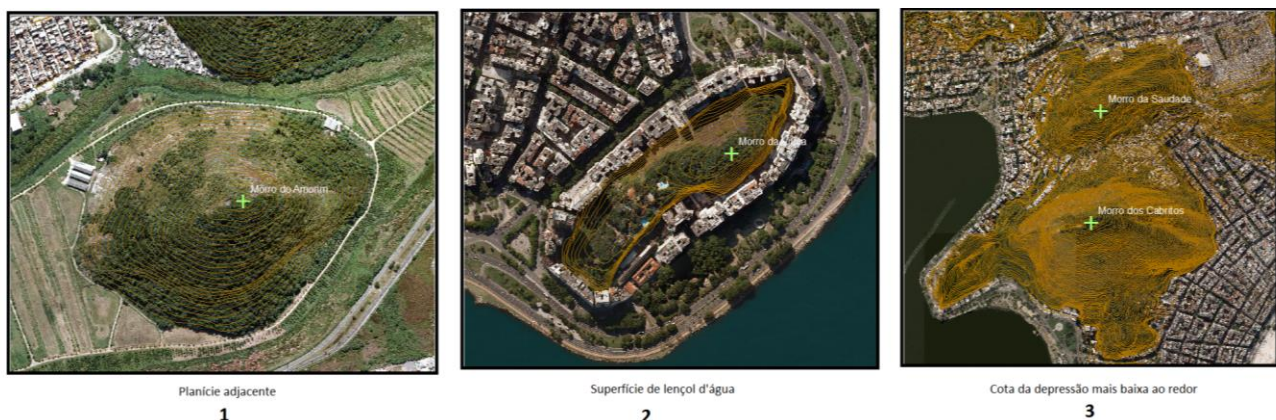 Morro do Amorim
Morro da
Morro da Saudade
Morro dos Cabritos
Planície adjacente
Superfície de lençol d'água
Cota da depressão mais baixa ao redor
1
2
3